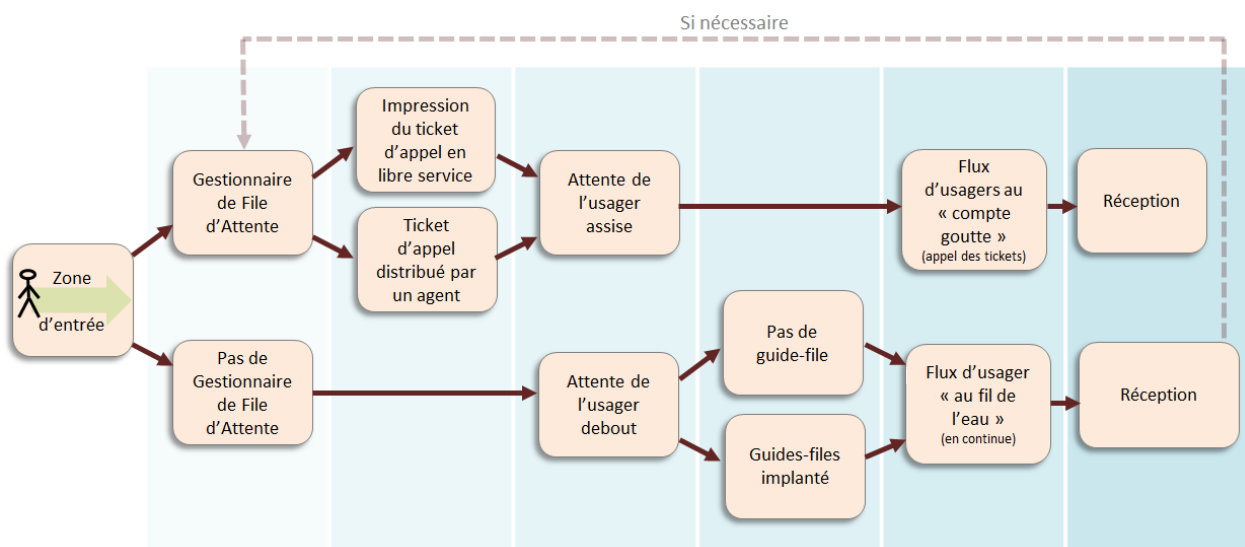 Si nécessaire
Zone
d'entrée
Gestionnaire
de File
d'Attente
Impression
du ticket
d'appel en
libre service
Ticket
d'appel
distribué par
un agent
Attente de
l'usager
assise
Flux
d'usagers au
« compte
goutte »
(appel des tickets)
Réception
Pas de
Gestionnaire
de File
d'Attente
Attente de
l'usager
debout
Pas de
guide-file
Guides-files
implanté
Flux d'usager
« au fil de
l'eau »
(en continue)
Réception